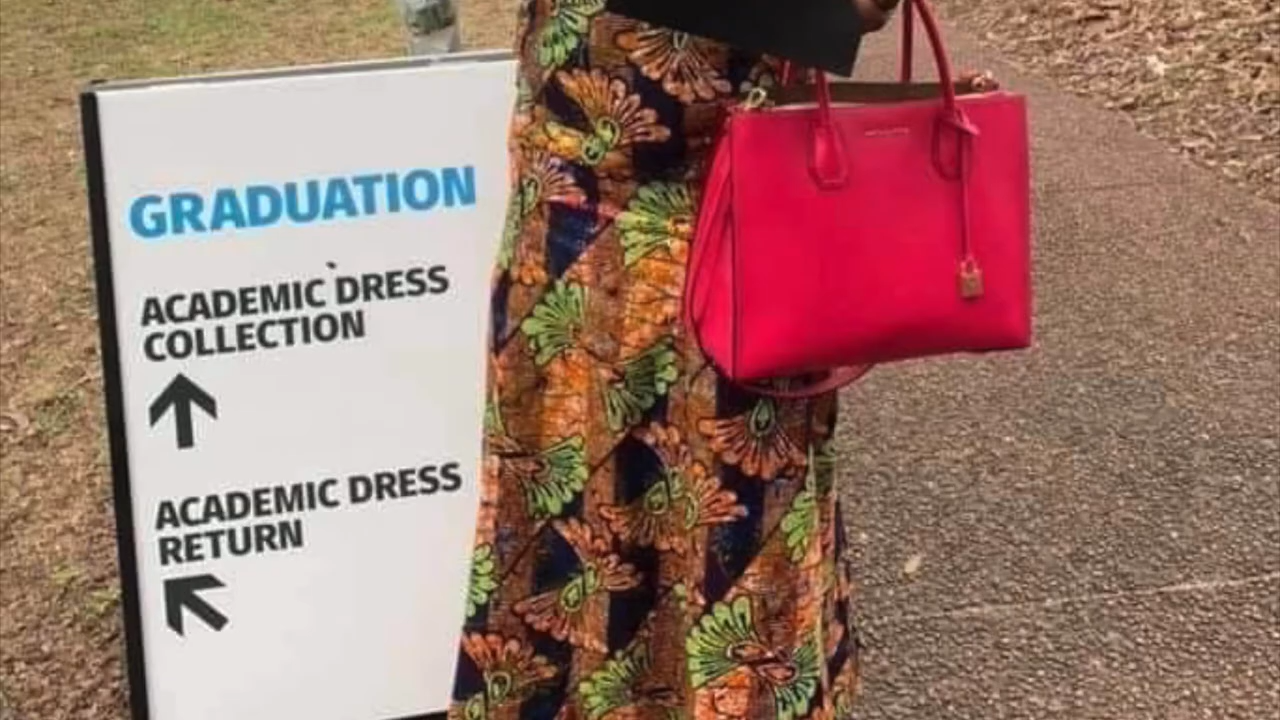 GRADUATION
ACADEMIC DRESS
COLLECTION
ACADEMIC DRESS
RETURN